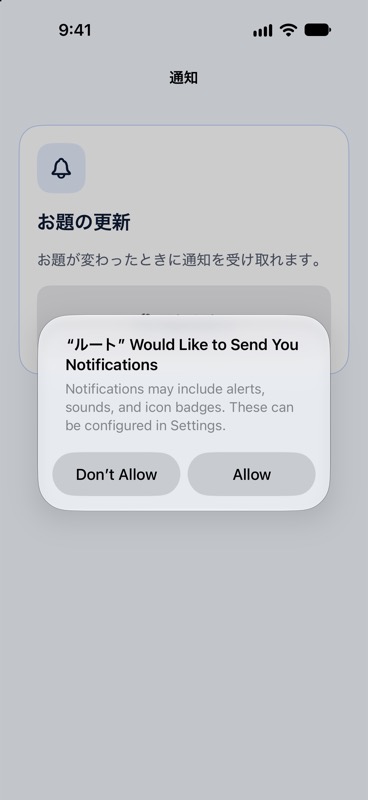 9:41
通知
お題の更新
お題が変わったときに通知を受け取れます。
“ルート” Would Like to Send You
Notifications
Notifications may include alerts,
sounds, and icon badges. These can
be configured in Settings.
Don’t Allow
Allow